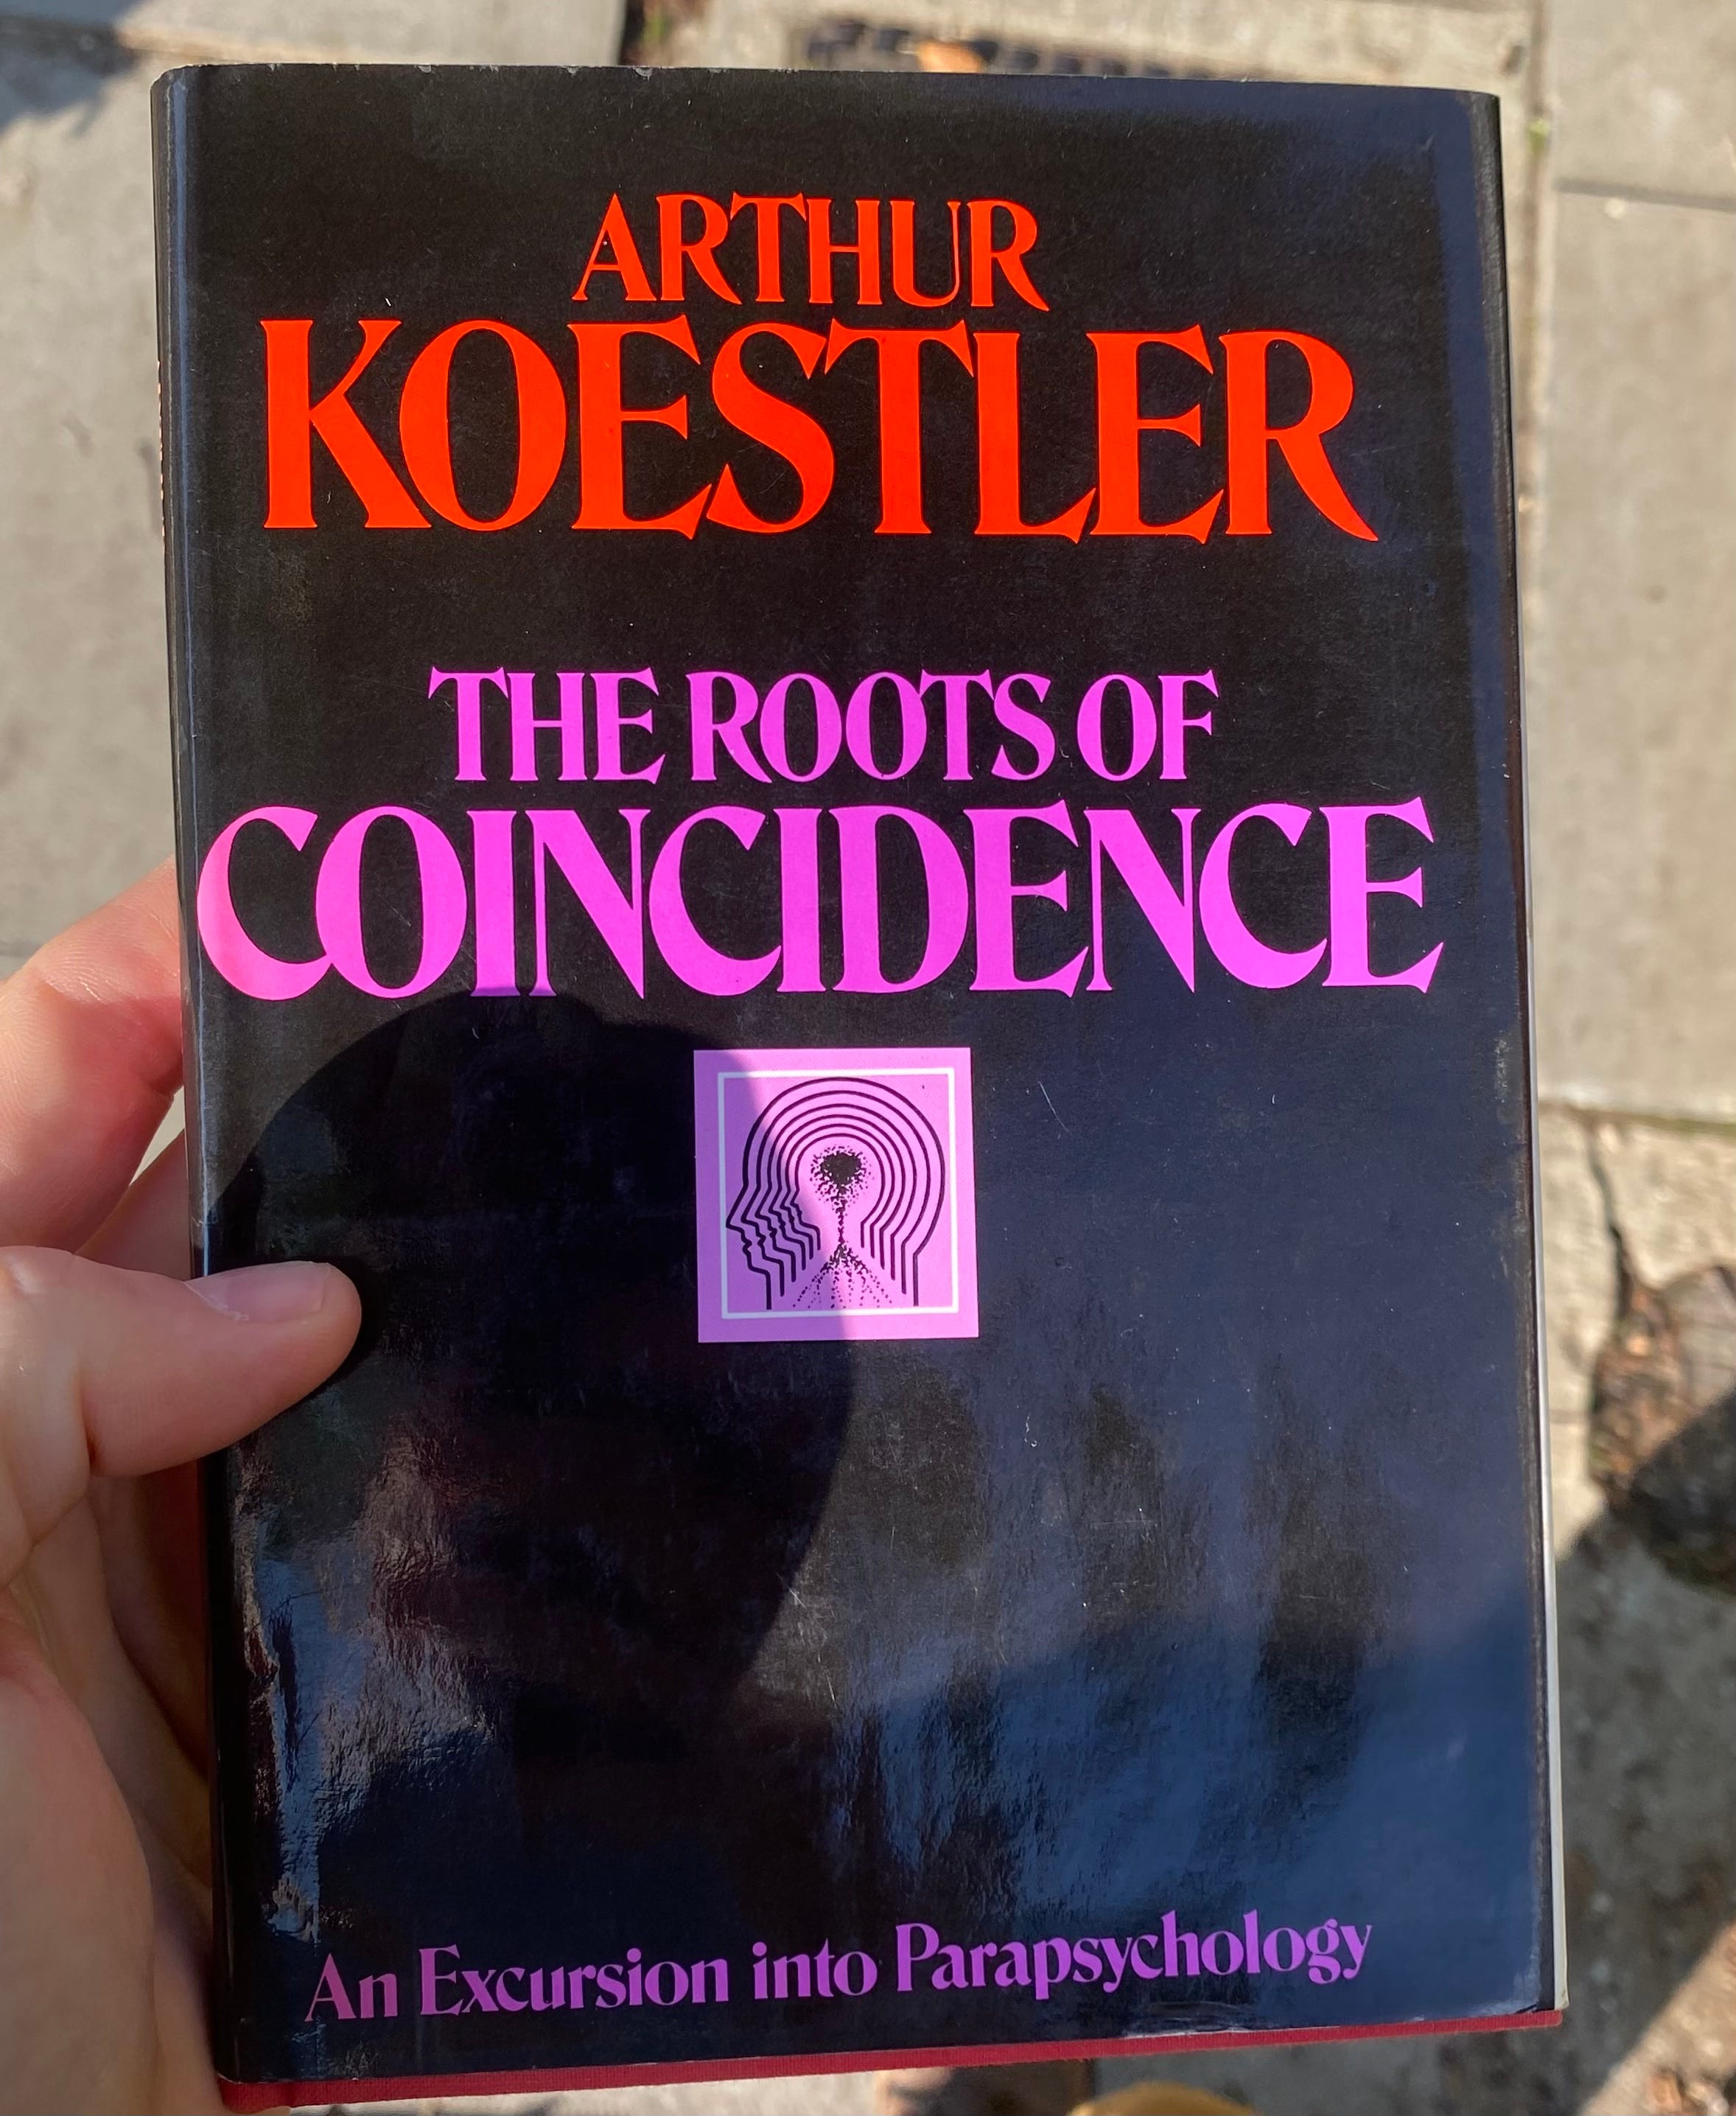 ARTHUR
KOESTLER
THE ROOTS OF
COINCIDENCE
An Excursion into Parapsychology